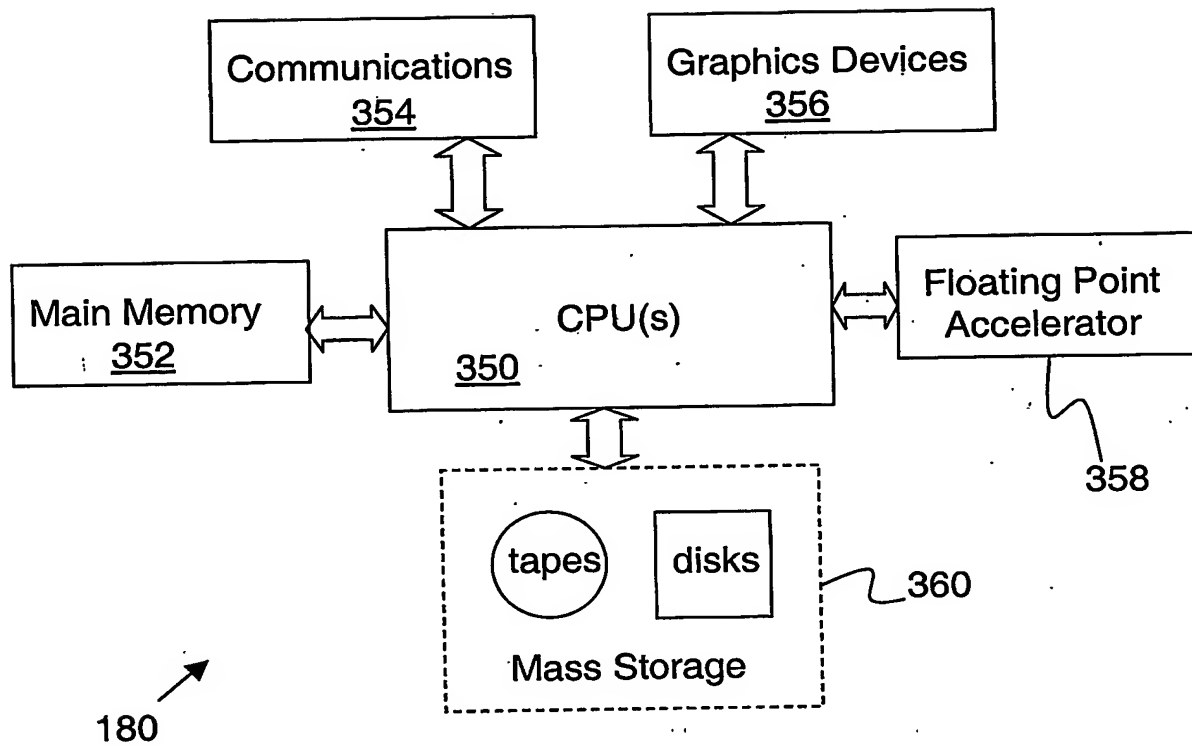 Communications
354
Graphics Devices
356
Main Memory
352
CPU(s)
350
Floating Point
Accelerator
358
tapes
disks
360
Mass Storage
180